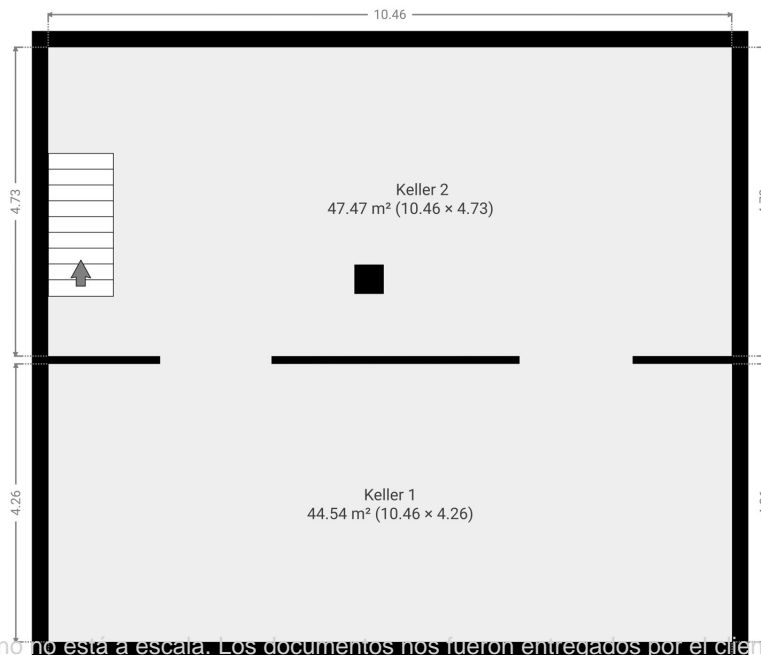 10.46
4.73
Keller 2
47.47 m² (10.46 × 4.73)
4.26
Keller 1
44.54 m² (10.46 × 4.26)
no está a escala. Los documentos nos fueron entregados por el